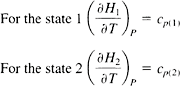 For the state 1 (∂H₁/∂T)_P = c_p(1)
For the state 2 (∂H₂/∂T)_P = c_p(2)